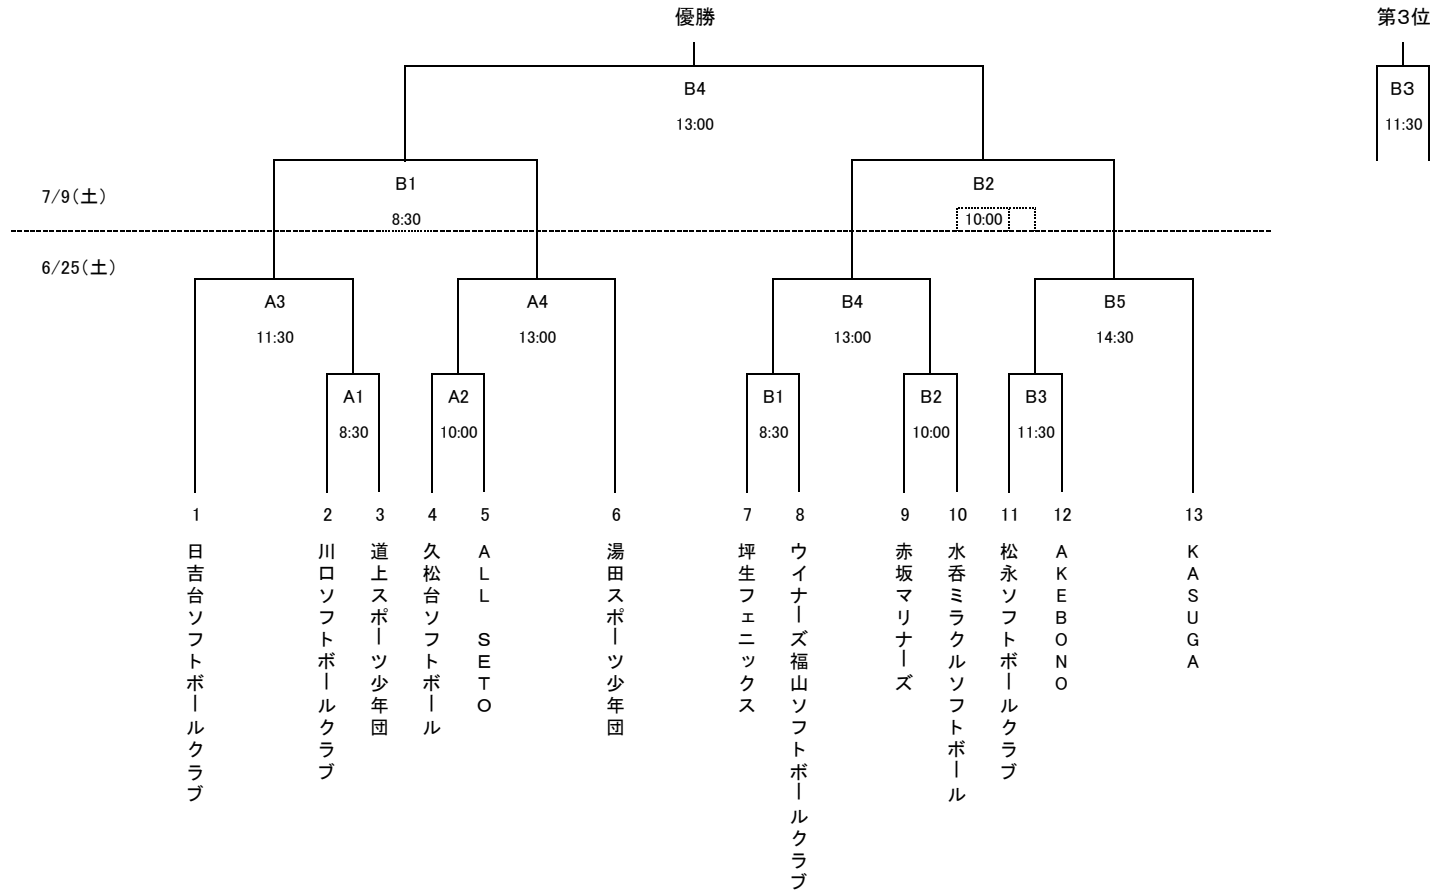 優勝
第3位
B4
B3
13:00
11:30
B1
B2
7/9(土)
8:30
10:00
6/25(土)
A3
A4
B4
B5
11:30
13:00
13:00
14:30
A1
A2
B1
B2
B3
8:30
10:00
8:30
10:00
11:30
1
2
3
4
5
6
7
8
9
10
11
12
13
日吉台ソフトボールクラブ
川口ソフトボールクラブ
道上スポーツ少年団
久松台ソフトボール
ALL SETO
湯田スポーツ少年団
坪生フェニックス
ウイナーズ福山ソフトボールクラブ
赤坂マリナーズ
水呑ミラクルソフトボール
松永ソフトボールクラブ
AKEBONO
KASUGA